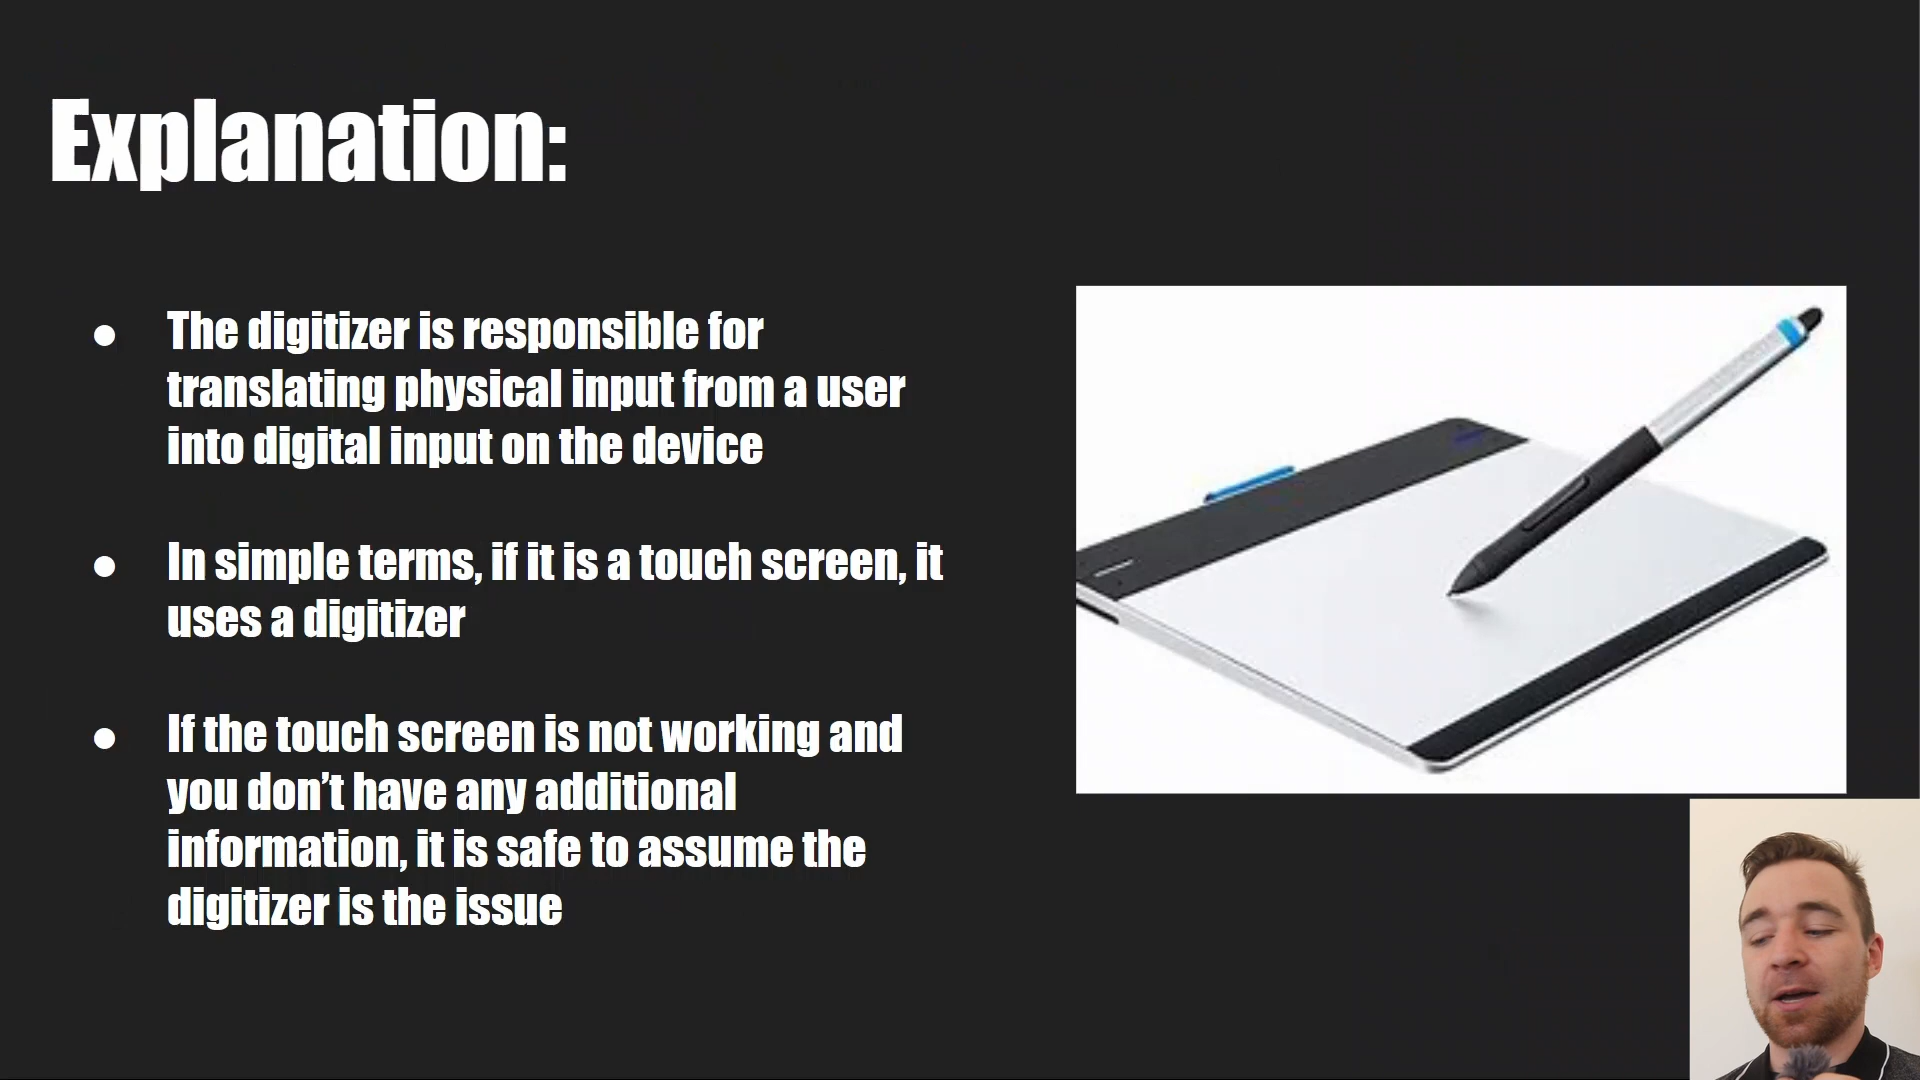 Explanation:
● The digitizer is responsible for
translating physical input from a user
into digital input on the device
● In simple terms, if it is a touch screen, it
uses a digitizer
● If the touch screen is not working and
you don’t have any additional
information, it is safe to assume the
digitizer is the issue